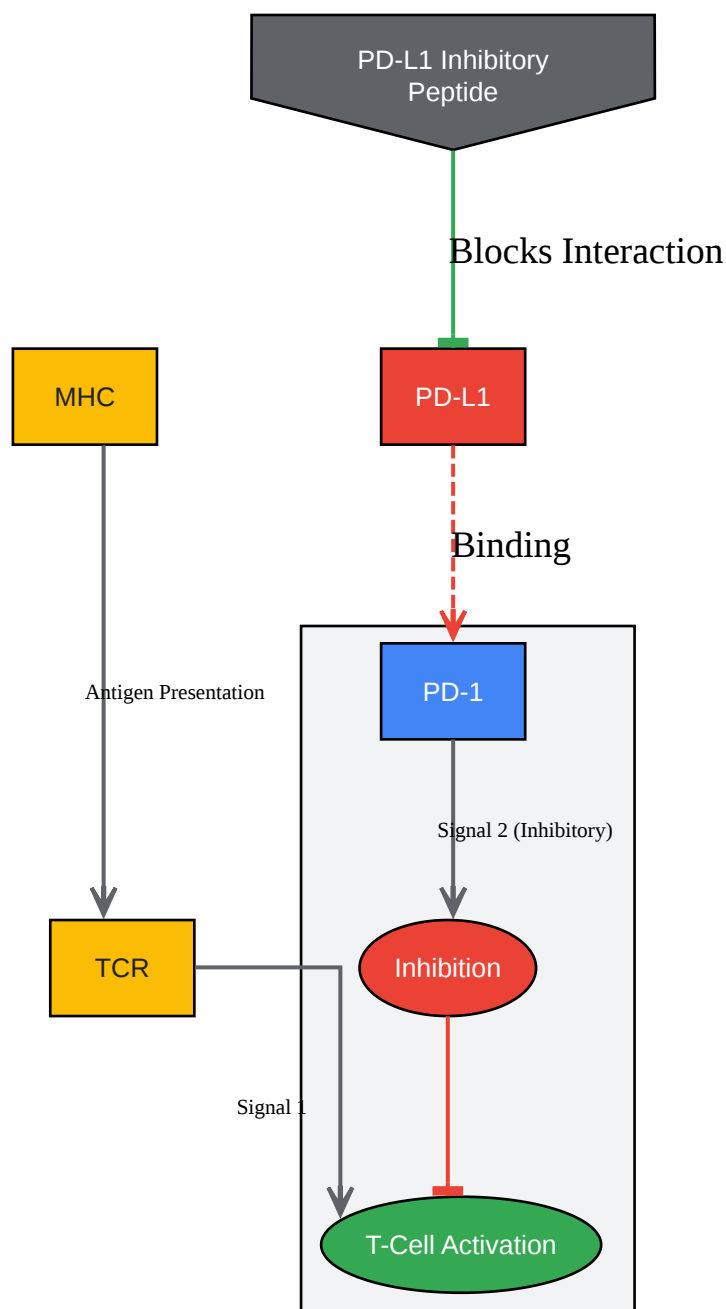 PD-L1 Inhibitory
Peptide
Blocks Interaction
MHC
PD-L1
Binding
Antigen Presentation
PD-1
Signal 2 (Inhibitory)
TCR
Inhibition
Signal 1
T-Cell Activation